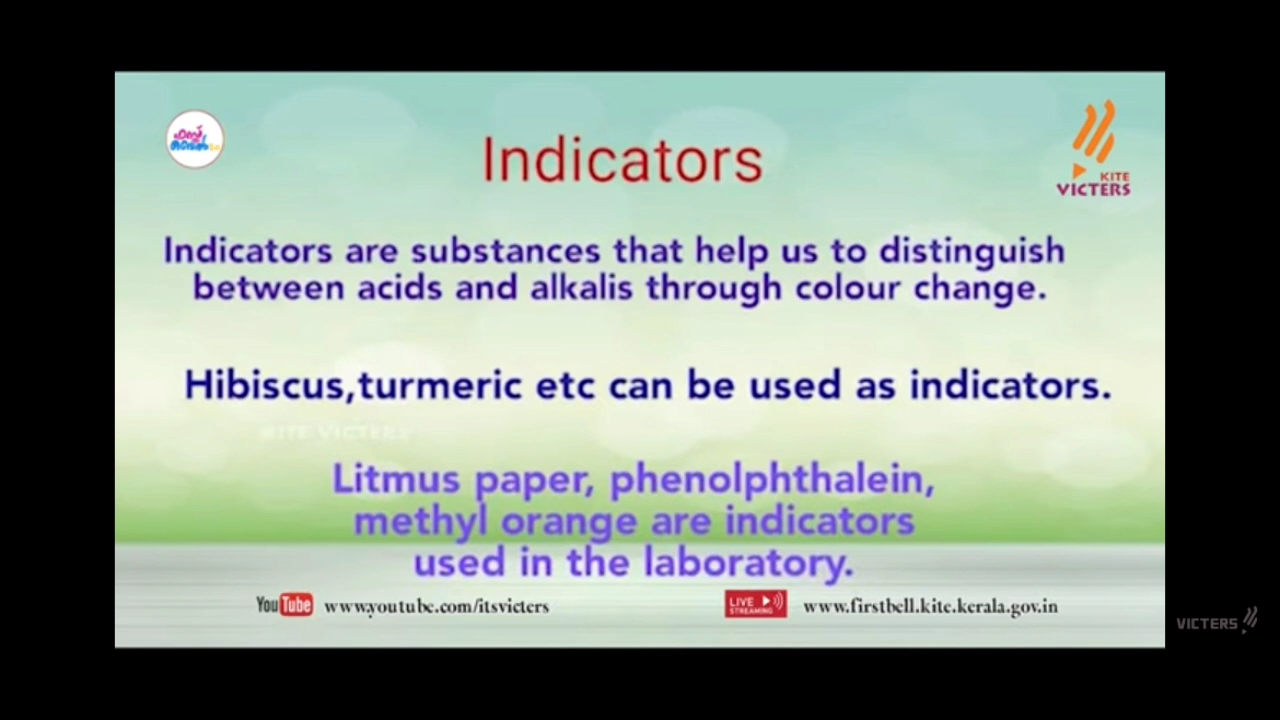 Indicators
KITE
VICTERS
Indicators are substances that help us to distinguish
between acids and alkalis through colour change.
Hibiscus,turmeric etc can be used as indicators.
KITE VICTERS
Litmus paper, phenolphthalein,
methyl orange are indicators
used in the laboratory.
YouTube www.youtube.com/itsvicters
LIVE STREAMING www.firstbell.kite.kerala.gov.in
VICTERS